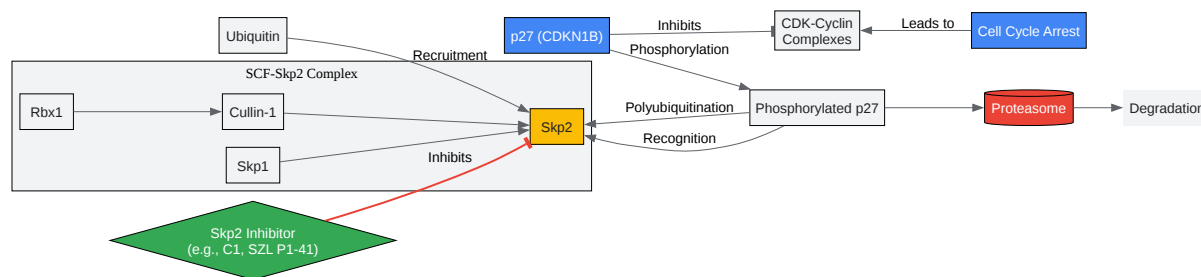 Ubiquitin
Recruitment
SCF-Skp2 Complex
Rbx1
Cullin-1
Skp1
Skp2
Inhibits
Skp2 Inhibitor
(e.g., C1, SZL P1-41)
p27 (CDKN1B)
Inhibits
Phosphorylation
CDK-Cyclin
Complexes
Leads to
Cell Cycle Arrest
Polyubiquitination
Recognition
Phosphorylated p27
Proteasome
Degradation